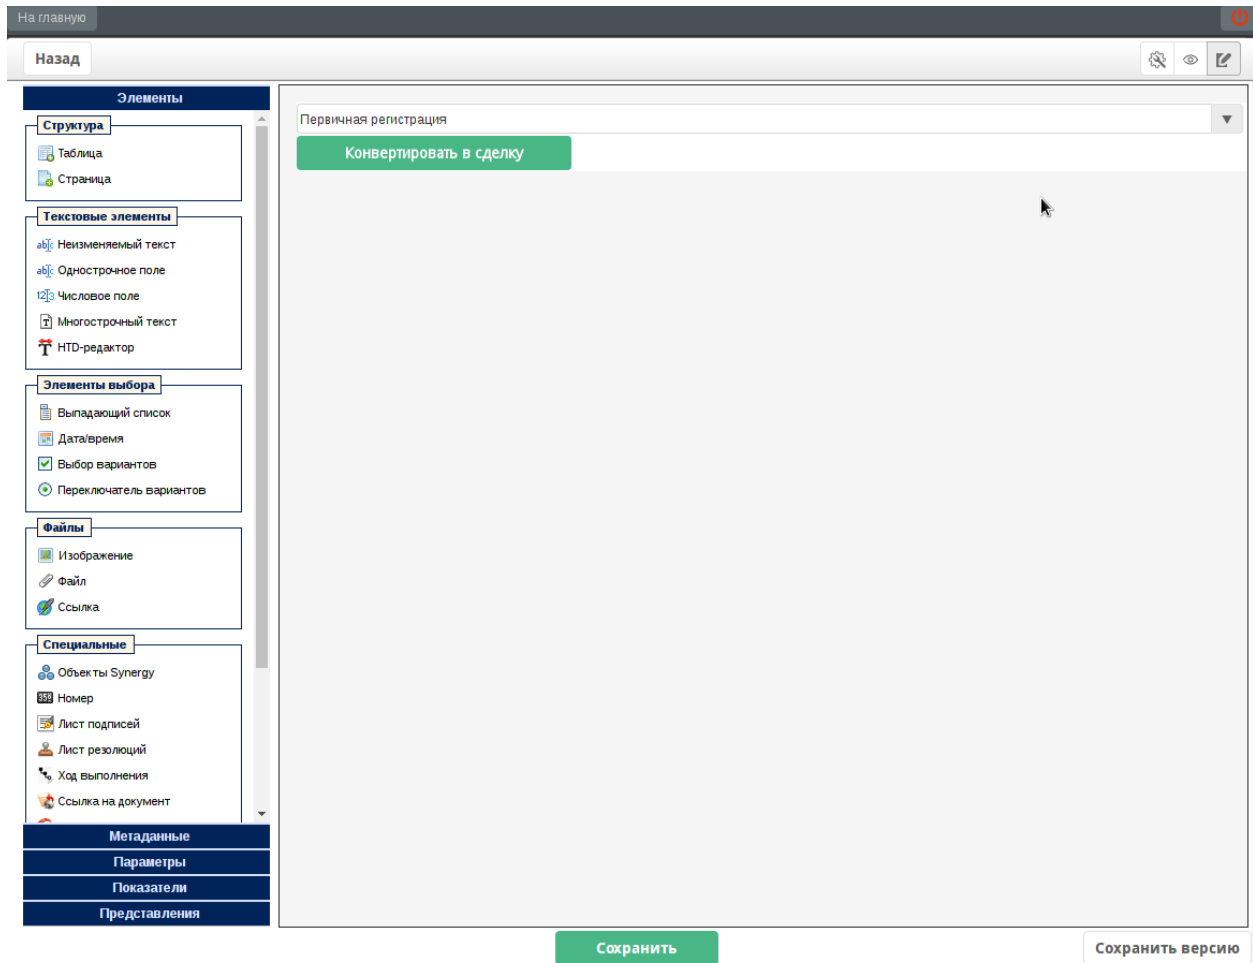 На главную
Назад
Элементы
Структура
Таблица
Страница
Текстовые элементы
Неизменяемый текст
Однострочное поле
Числовое поле
Многострочный текст
HTD-редактор
Элементы выбора
Выпадающий список
Дата/время
Выбор вариантов
Переключатель вариантов
Файлы
Изображение
Файл
Ссылка
Специальные
Объекты Synergy
Номер
Лист подписей
Лист резолюций
Ход выполнения
Ссылка на документ
Метаданные
Параметры
Показатели
Представления
Первичная регистрация
Конвертировать в сделку
Сохранить
Сохранить версию